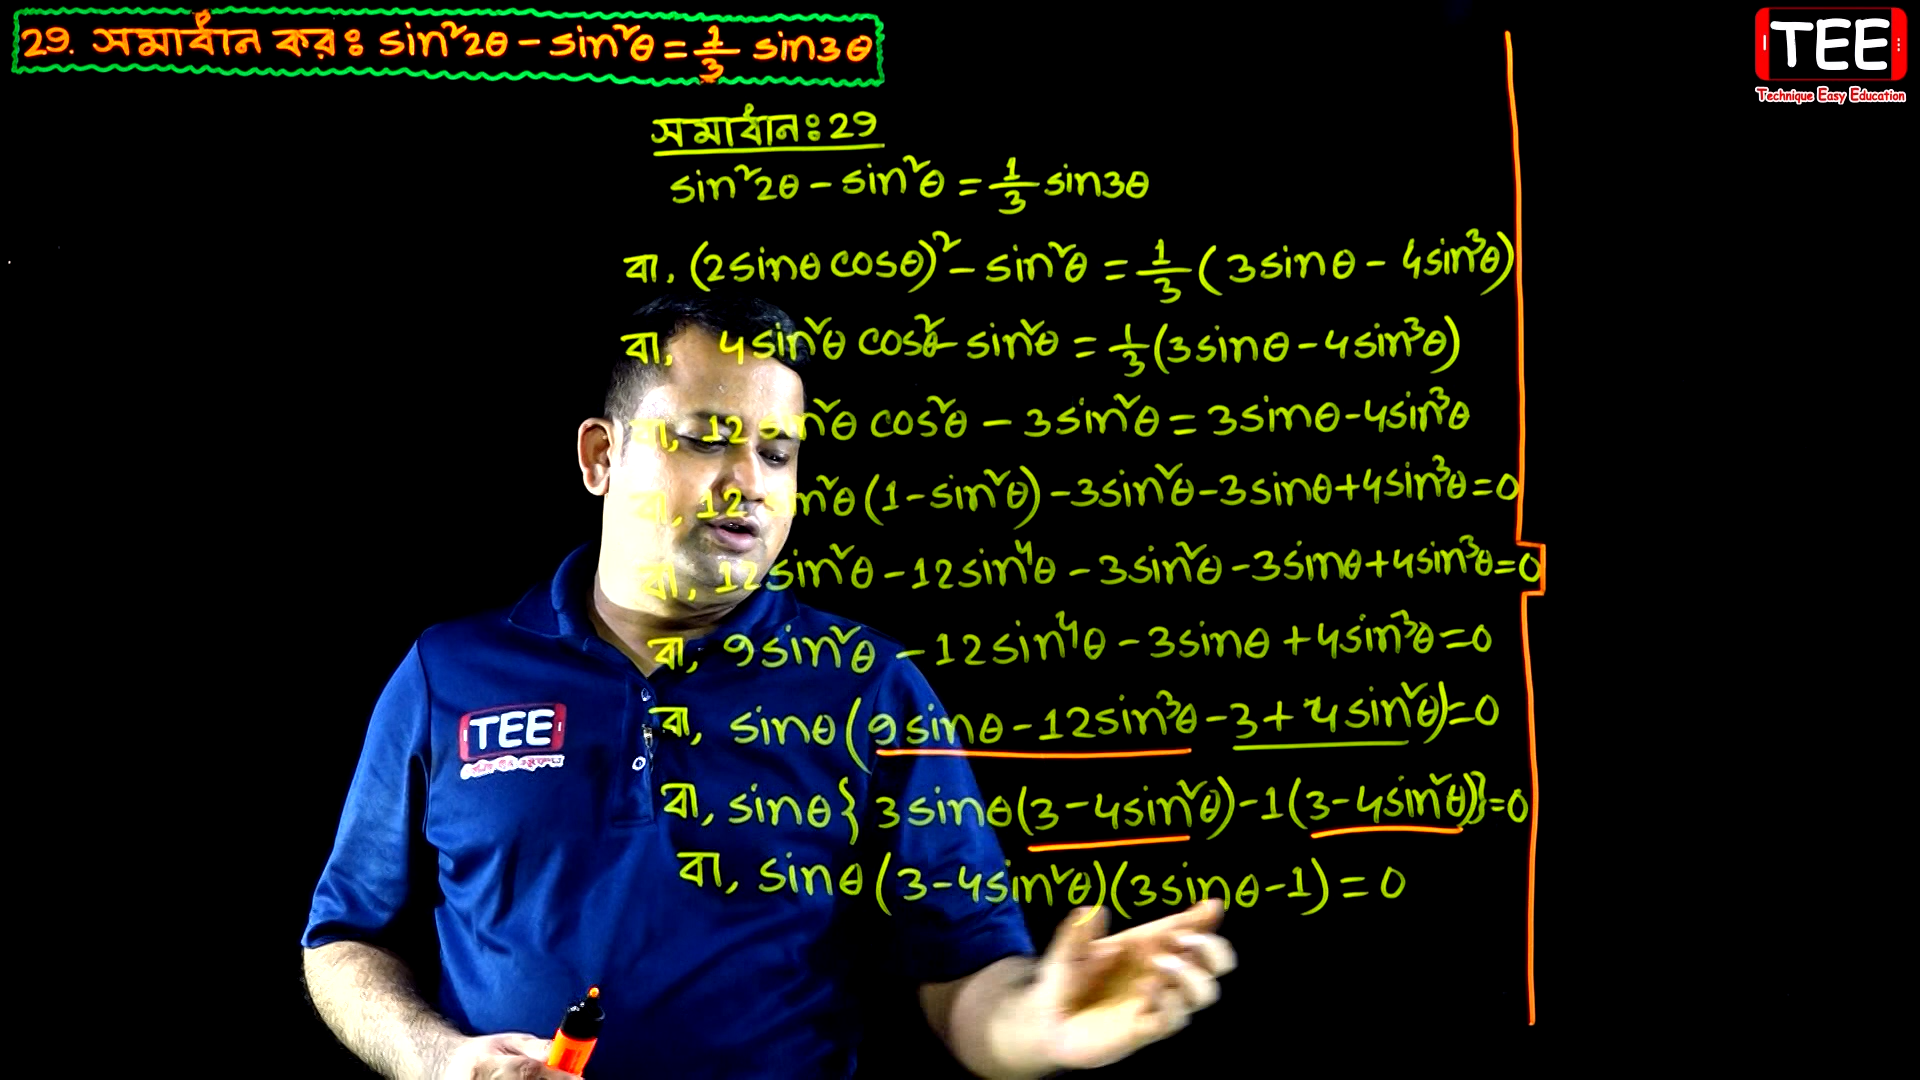 29. সমাধান করঃ sin²2θ - sin²θ = 1/3 sin3θ
TEE
Technique Easy Education
সমাধানঃ 29
sin²2θ - sin²θ = 1/3 sin3θ
বা, (2sinθ cosθ)² - sin²θ = 1/3 (3sinθ - 4sin³θ)
বা, 4sin²θ cos²θ - sin²θ = 1/3 (3sinθ - 4sin³θ)
বা, 12 sin²θ cos²θ - 3sin²θ = 3sinθ - 4sin³θ
বা, 12 sin²θ (1 - sin²θ) - 3sin²θ - 3sinθ + 4sin³θ = 0
বা, 12sin²θ - 12sin⁴θ - 3sin²θ - 3sinθ + 4sin³θ = 0
বা, 9sin²θ - 12sin⁴θ - 3sinθ + 4sin³θ = 0
বা, sinθ (9sinθ - 12sin³θ - 3 + 4sin²θ) = 0
বা, sinθ { 3sinθ (3 - 4sin²θ) - 1 (3 - 4sin²θ)} = 0
বা, sinθ (3 - 4sin²θ) (3sinθ - 1) = 0
TEE